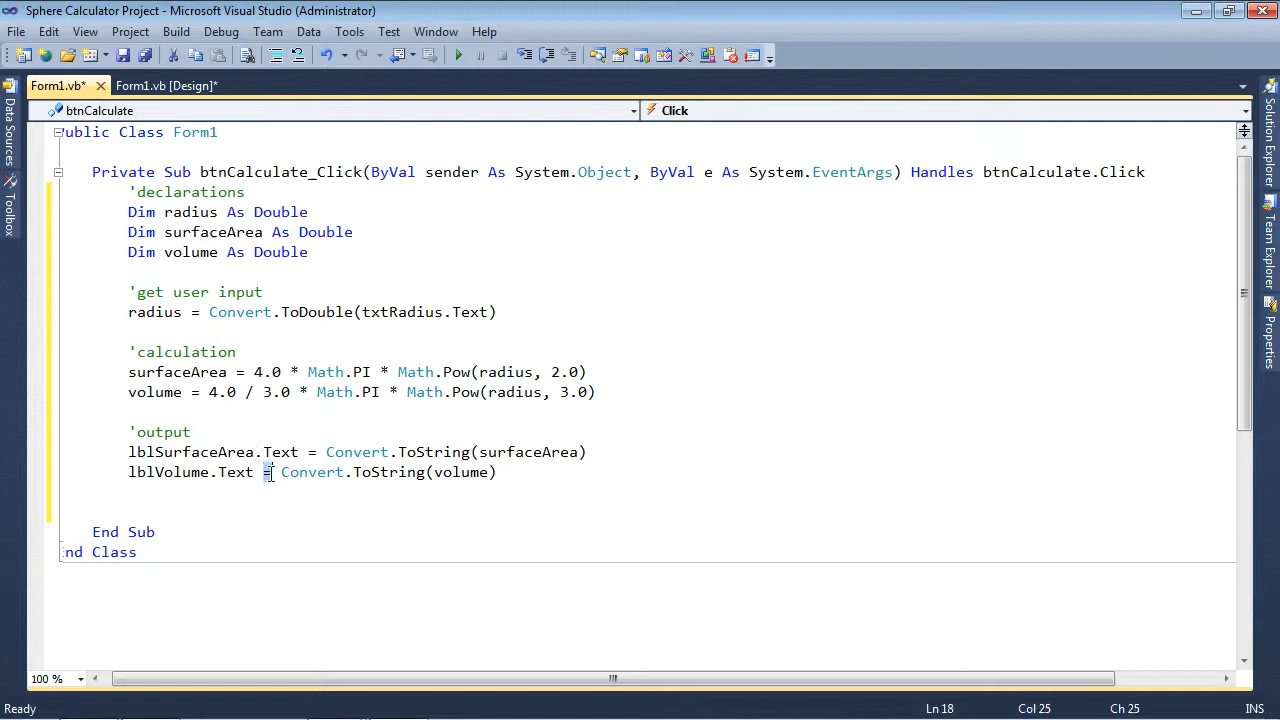 Sphere Calculator Project - Microsoft Visual Studio (Administrator)
File Edit View Project Build Debug Team Data Tools Test Window Help
Form1.vb* Form1.vb [Design]*
btnCalculate Click
Data Sources
Toolbox
Solution Explorer
Team Explorer
Properties
ublic Class Form1
Private Sub btnCalculate_Click(ByVal sender As System.Object, ByVal e As System.EventArgs) Handles btnCalculate.Click
'declarations
Dim radius As Double
Dim surfaceArea As Double
Dim volume As Double
'get user input
radius = Convert.ToDouble(txtRadius.Text)
'calculation
surfaceArea = 4.0 * Math.PI * Math.Pow(radius, 2.0)
volume = 4.0 / 3.0 * Math.PI * Math.Pow(radius, 3.0)
'output
lblSurfaceArea.Text = Convert.ToString(surfaceArea)
lblVolume.Text = Convert.ToString(volume)
End Sub
nd Class
100 %
Ready Ln 18 Col 25 Ch 25 INS